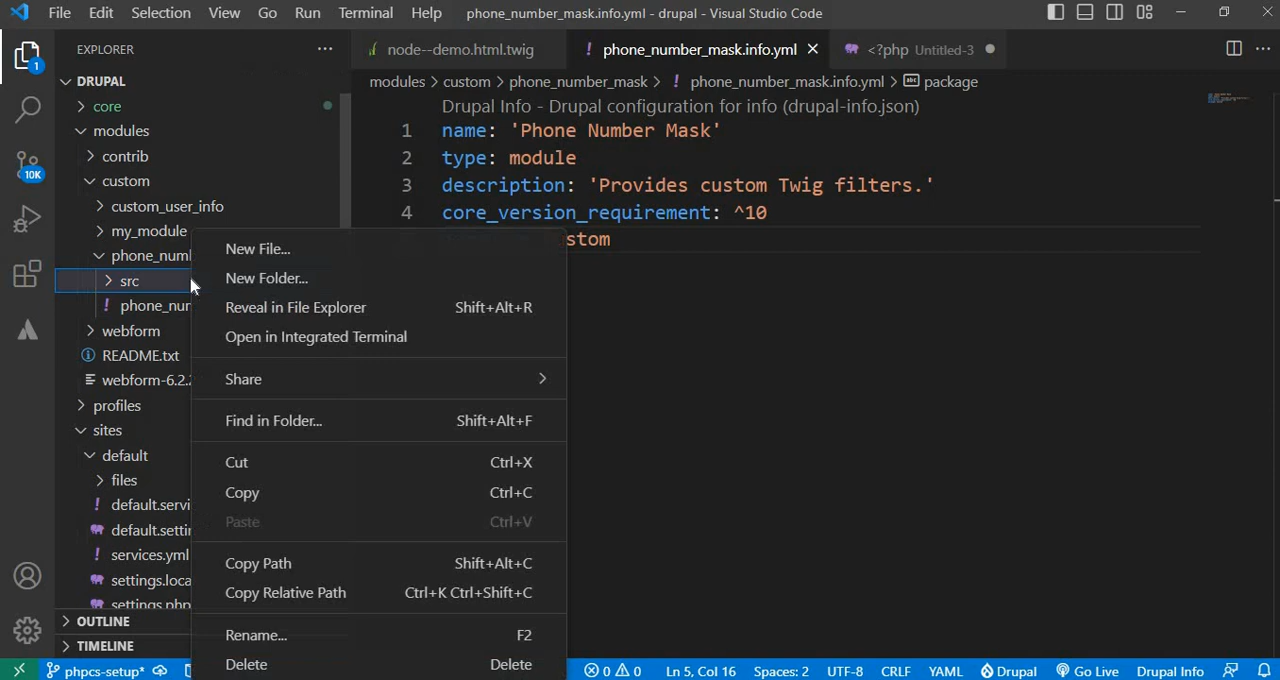 File Edit Selection View Go Run Terminal Help phone_number_mask.info.yml - drupal - Visual Studio Code
EXPLORER
node--demo.html.twig phone_number_mask.info.yml <?php Untitled-3
DRUPAL
modules > custom > phone_number_mask > ! phone_number_mask.info.yml > package
core
Drupal Info - Drupal configuration for info (drupal-info.json)
modules
1 name: 'Phone Number Mask'
contrib
2 type: module
custom
3 description: 'Provides custom Twig filters.'
custom_user_info
4 core_version_requirement: ^10
my_module
stom
phone_num
src
phone_nur
webform
README.txt
webform-6.2.
profiles
sites
default
files
default.servi
default.settin
services.yml
settings.loca
settings.php
OUTLINE
TIMELINE
New File...
New Folder...
Reveal in File Explorer Shift+Alt+R
Open in Integrated Terminal
Share
Find in Folder... Shift+Alt+F
Cut Ctrl+X
Copy Ctrl+C
Paste Ctrl+V
Copy Path Shift+Alt+C
Copy Relative Path Ctrl+K Ctrl+Shift+C
Rename... F2
Delete Delete
1
10K
phpcs-setup* 0 0 Ln 5, Col 16 Spaces: 2 UTF-8 CRLF YAML Drupal Go Live Drupal Info